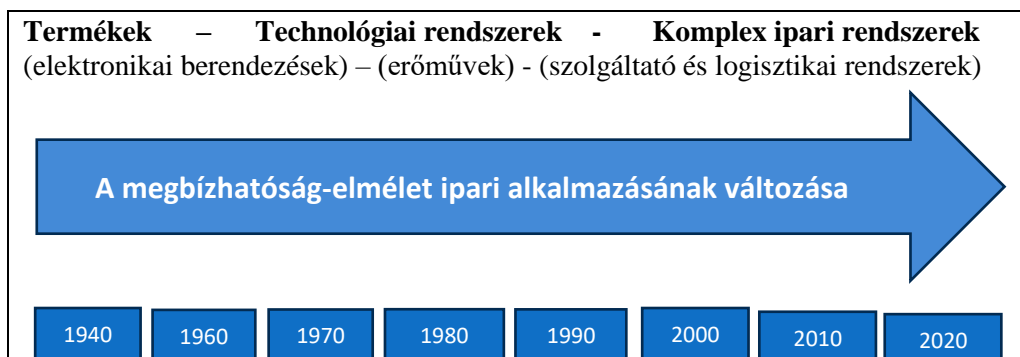 Termékek – Technológiai rendszerek - Komplex ipari rendszerek
(elektronikai berendezések) – (erőművek) - (szolgáltató és logisztikai rendszerek)
A megbízhatóság-elmélet ipari alkalmazásának változása
1940 1960 1970 1980 1990 2000 2010 2020